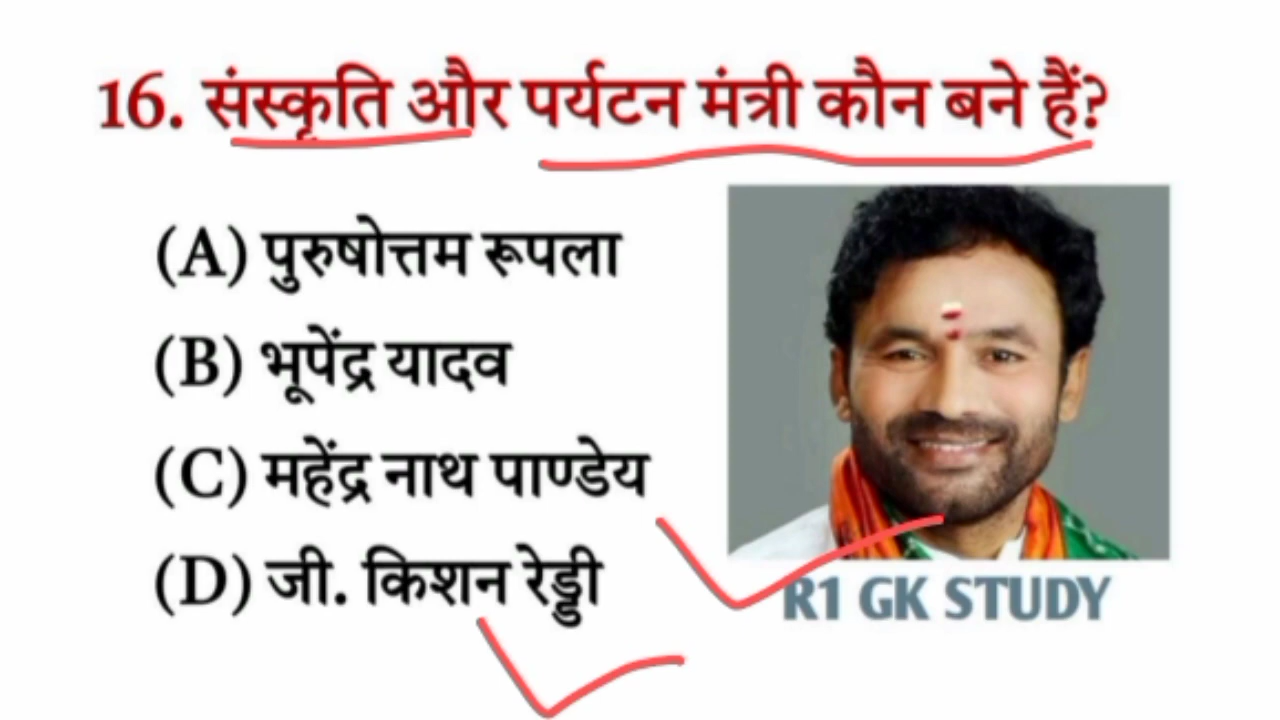 16. संस्कृति और पर्यटन मंत्री कौन बने हैं?
(A) पुरुषोत्तम रूपला
(B) भूपेंद्र यादव
(C) महेंद्र नाथ पाण्डेय
(D) जी. किशन रेड्डी
R1 GK STUDY